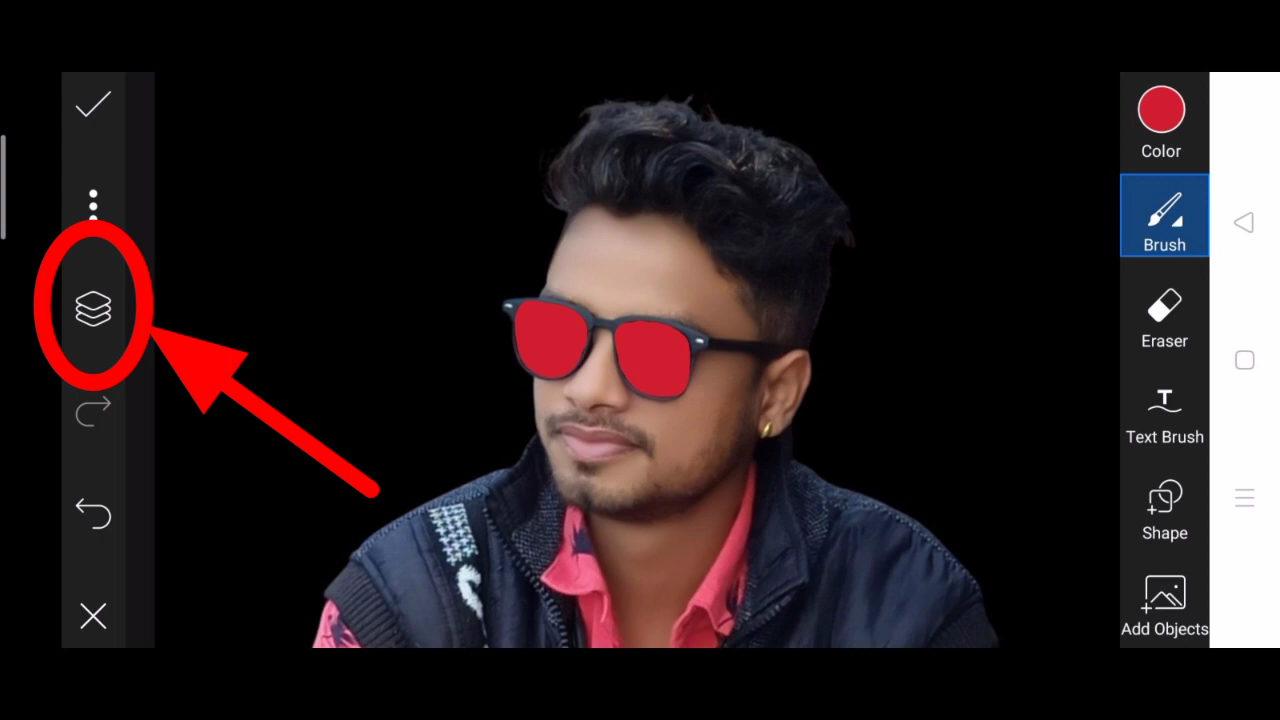 Color
Brush
Eraser
Text Brush
Shape
Add Objects